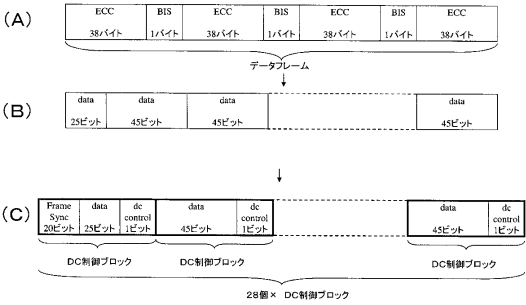 (A)
ECC BIS ECC BIS ECC BIS ECC
38バイト 1バイト 38バイト 1バイト 38バイト 1バイト 38バイト
データフレーム
(B)
data data data data
25ビット 45ビット 45ビット 45ビット
(C)
Frame Sync data dc control data dc control data dc control
20ビット 25ビット 1ビット 45ビット 1ビット 45ビット 1ビット
DC制御ブロック DC制御ブロック DC制御ブロック
28個× DC制御ブロック